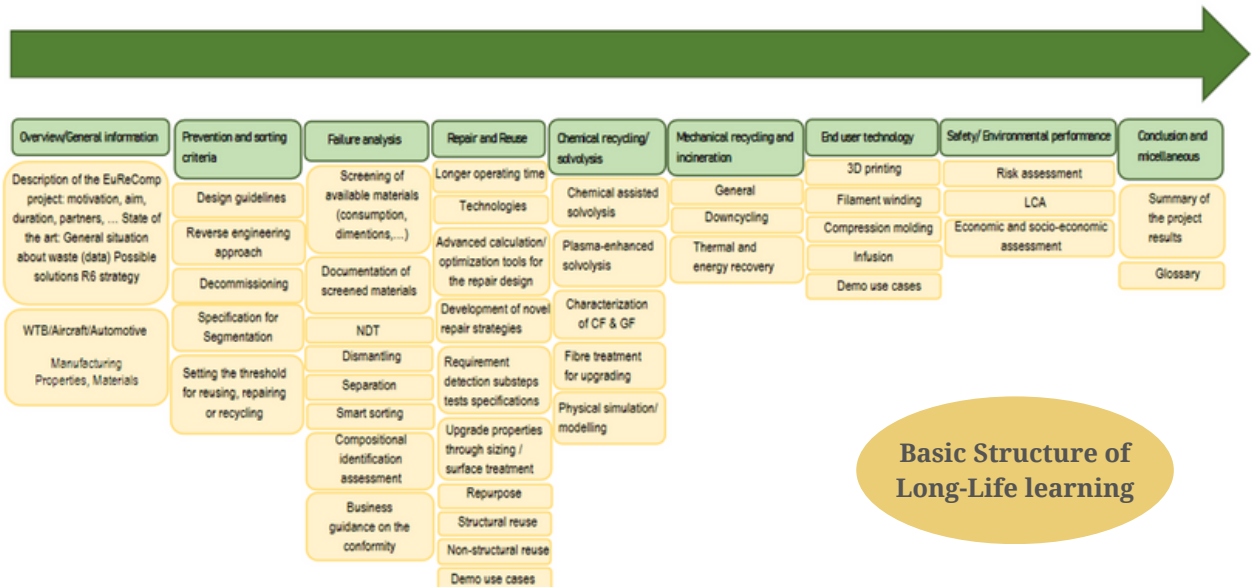 Overview/General information
Description of the EuReComp
project: motivation, aim,
duration, partners, ... State of
the art: General situation
about waste (data) Possible
solutions R6 strategy
WTB/Aircraft/Automotive
Manufacturing
Properties, Materials
Prevention and sorting
criteria
Design guidelines
Reverse engineering
approach
Decommissioning
Specification for
Segmentation
Setting the threshold
for reusing, repairing
or recycling
Failure analysis
Screening of
available materials
(consumption,
dimentions,...)
Documentation of
screened materials
NDT
Dismantling
Separation
Smart sorting
Compositional
identification
assessment
Business
guidance on the
conformity
Repair and Reuse
Longer operating time
Technologies
Advanced calculation/
optimization tools for
the repair design
Development of novel
repair strategies
Requirement
detection substeps
tests specifications
Upgrade properties
through sizing /
surface treatment
Repurpose
Structural reuse
Non-structural reuse
Demo use cases
Chemical recycling/
solvolysis
Chemical assisted
solvolysis
Plasma-enhanced
solvolysis
Characterization
of CF & GF
Fibre treatment
for upgrading
Physical simulation/
modelling
Mechanical recycling and
incineration
General
Downcycling
Thermal and
energy recovery
End user technology
3D printing
Filament winding
Compression molding
Infusion
Demo use cases
Safety/ Environmental performance
Risk assessment
LCA
Economic and socio-economic
assessment
Conclusion and
micellaneous
Summary of
the project
results
Glossary
Basic Structure of
Long-Life learning